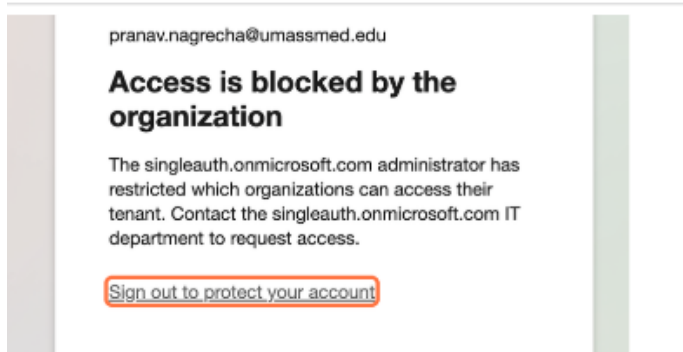 pranav.nagrecha@umassmed.edu
Access is blocked by the
organization
The singleauth.onmicrosoft.com administrator has
restricted which organizations can access their
tenant. Contact the singleauth.onmicrosoft.com IT
department to request access.
Sign out to protect your account